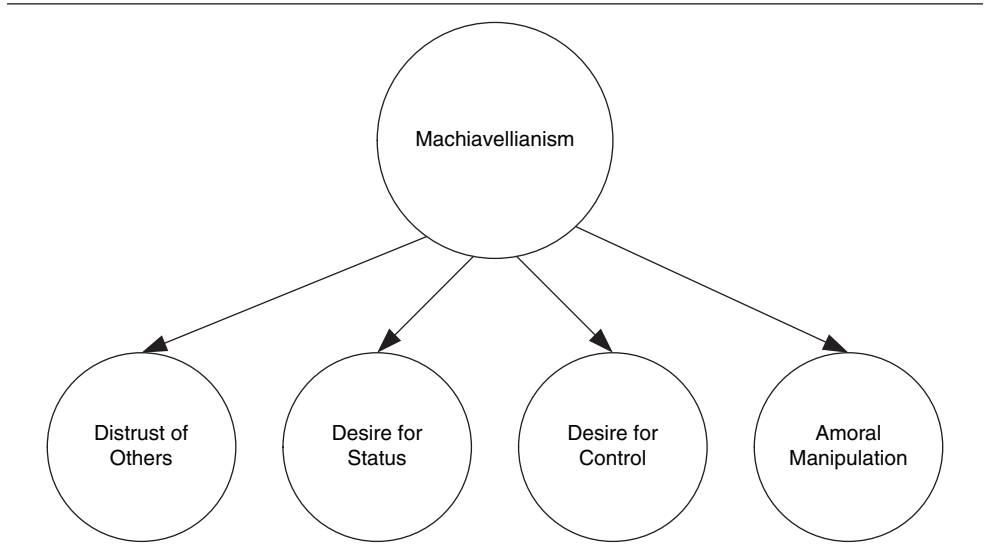 Machiavellianism
Distrust of
Others
Desire for
Status
Desire for
Control
Amoral
Manipulation